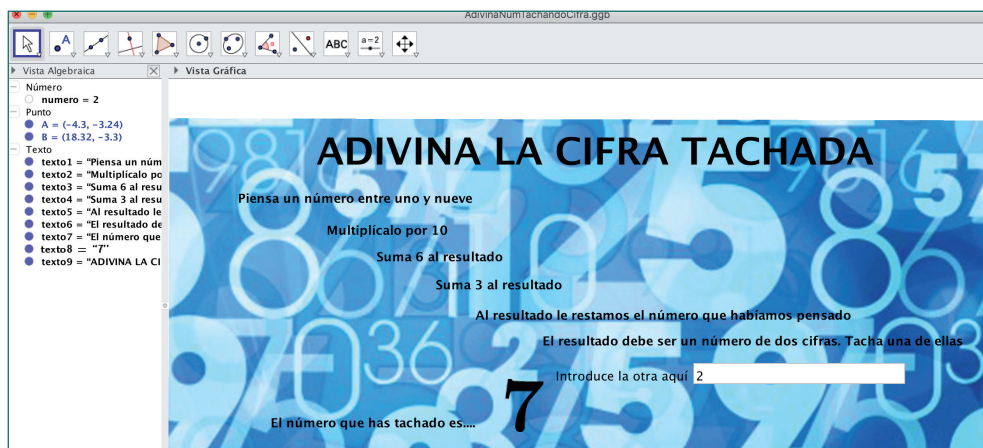 AdivinaNumTachandoCifra.ggb
A
ABC
a=2
Vista Algebraica
Vista Gráfica
Número
numero = 2
Punto
A = (-4.3, -3.24)
B = (18.32, -3.3)
Texto
texto1 = "Piensa un núm
texto2 = "Multiplícalo po
texto3 = "Suma 6 al resu
texto4 = "Suma 3 al resu
texto5 = "Al resultado le
texto6 = "El resultado de
texto7 = "El número que
texto8 = "7"
texto9 = "ADIVINA LA CI
ADIVINA LA CIFRA TACHADA
Piensa un número entre uno y nueve
Multiplícalo por 10
Suma 6 al resultado
Suma 3 al resultado
Al resultado le restamos el número que habíamos pensado
El resultado debe ser un número de dos cifras. Tacha una de ellas
Introduce la otra aquí 2
7
El número que has tachado es....